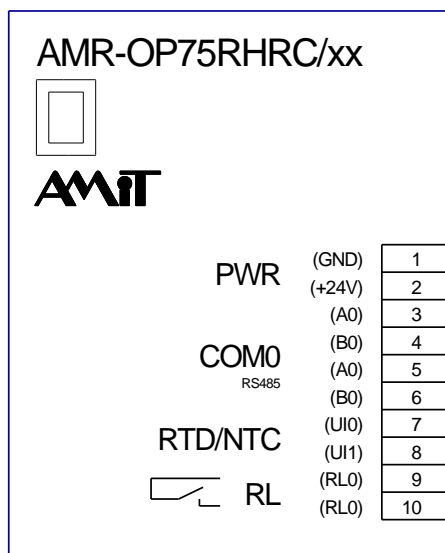 AMR-OP75RHRC/xx
AMiT
PWR (GND) 1
(+24V) 2
(A0) 3
COM0 (B0) 4
RS485 (A0) 5
(B0) 6
RTD/NTC (UI0) 7
(UI1) 8
RL (RL0) 9
(RL0) 10